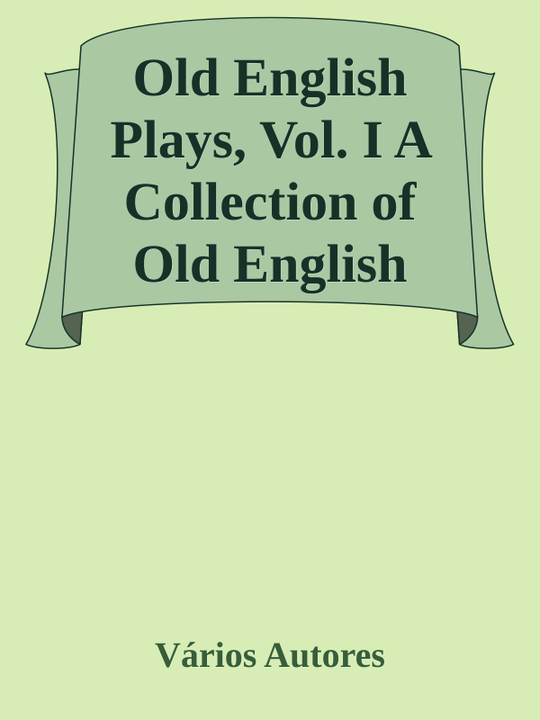 Old English
Plays, Vol. I A
Collection of
Old English
Vários Autores